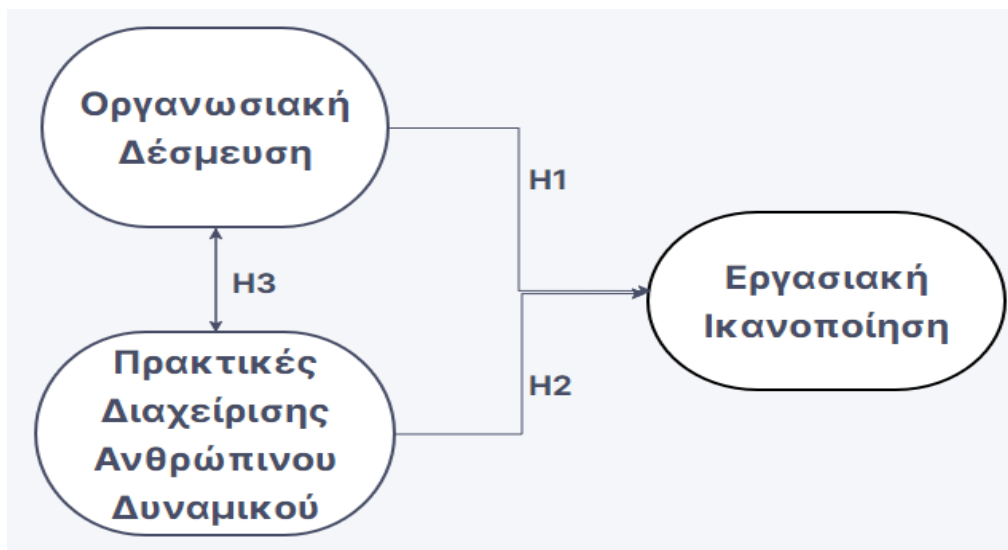 Οργανωσιακή
Δέσμευση
H1
H3
Εργασιακή
Ικανοποίηση
Πρακτικές
Διαχείρισης
Ανθρώπινου
Δυναμικού
H2